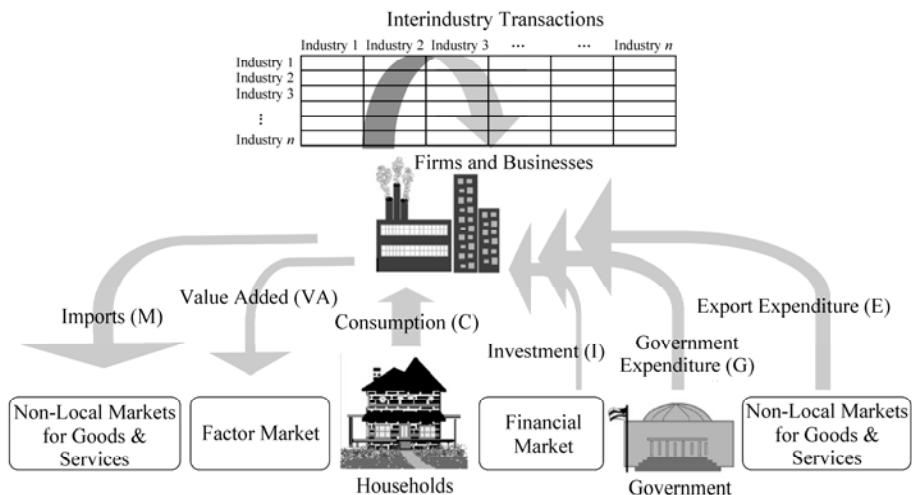 Interindustry Transactions
Industry 1 Industry 2 Industry 3 ... ... Industry n
Industry 1
Industry 2
Industry 3
⋮
Industry n
Firms and Businesses
Imports (M)
Value Added (VA)
Consumption (C)
Investment (I)
Government
Expenditure (G)
Export Expenditure (E)
Non-Local Markets
for Goods &
Services
Factor Market
Households
Financial
Market
Government
Non-Local Markets
for Goods &
Services